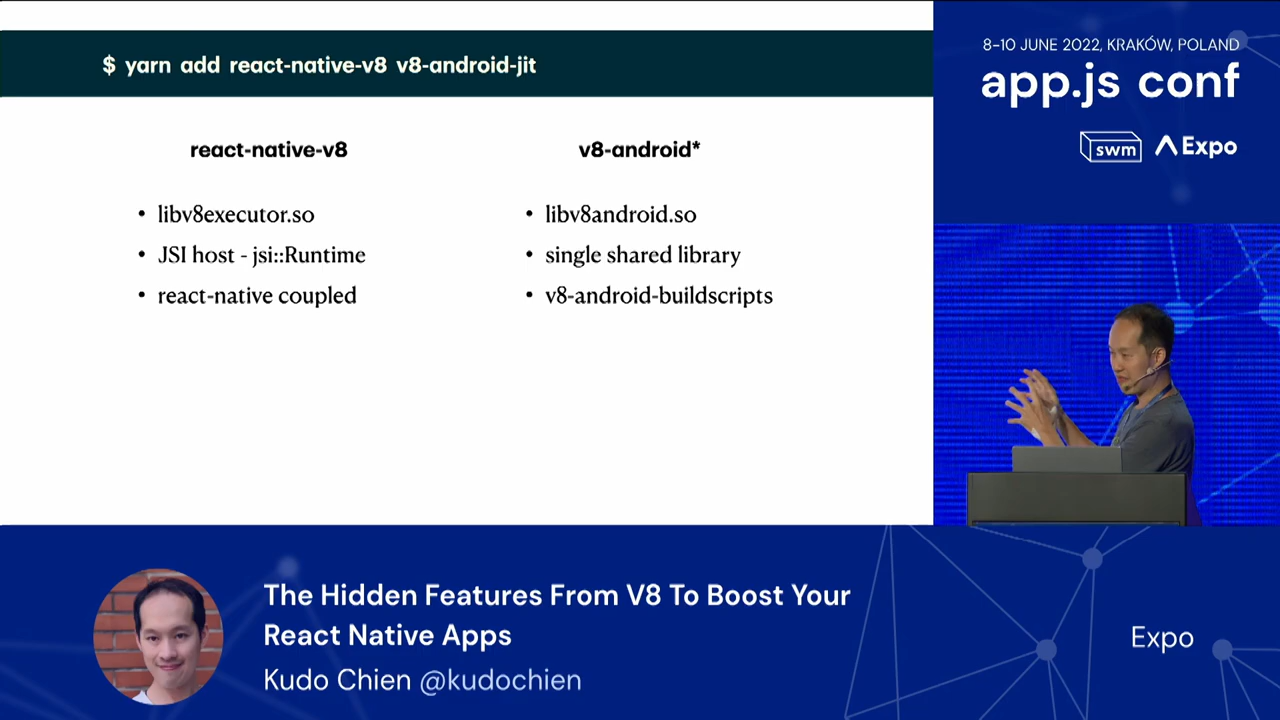 $ yarn add react-native-v8 v8-android-jit
react-native-v8
• libv8executor.so
• JSI host - jsi::Runtime
• react-native coupled
v8-android*
• libv8android.so
• single shared library
• v8-android-buildscripts
8–10 JUNE 2022, KRAKÓW, POLAND
app.js conf
swm Expo
The Hidden Features From V8 To Boost Your
React Native Apps
Kudo Chien @kudochien
Expo